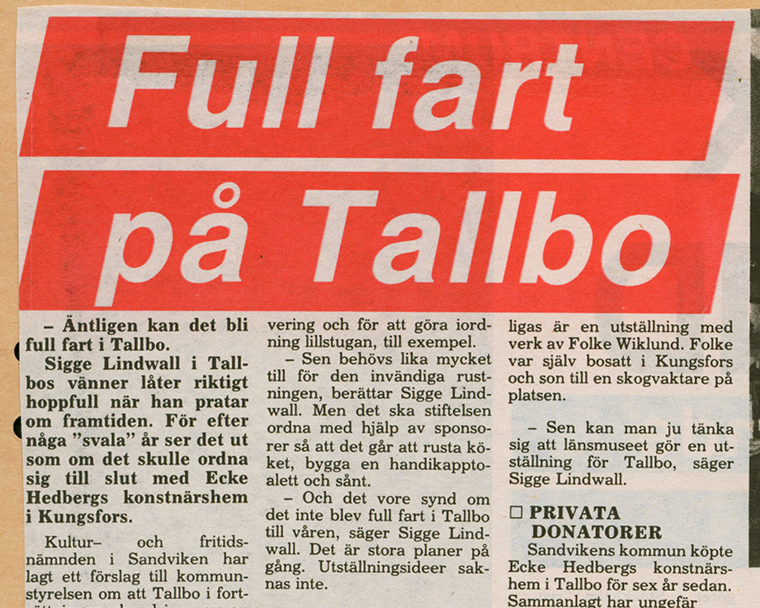 Full fart
på Tallbo
– Äntligen kan det bli
full fart i Tallbo.
Sigge Lindwall i Tall-
bos vänner låter riktigt
hoppfull när han pratar
om framtiden. För efter
några ”svala” år ser det ut
som om det skulle ordna
sig till slut med Ecke
Hedbergs konstnärshem
i Kungsfors.
Kultur– och fritids-
nämnden i Sandviken har
lagt ett förslag till kommun-
styrelsen om att Tallbo i fort-
vering och för att göra iord-
ning lillstugan, till exempel.
– Sen behövs lika mycket
till för den invändiga rust-
ningen, berättar Sigge Lind-
wall. Men det ska stiftelsen
ordna med hjälp av sponso-
rer så att det går att rusta kö-
ket, bygga en handikappto-
alett och sånt.
– Och det vore synd om
det inte blev full fart i Tallbo
till våren, säger Sigge Lind-
wall. Det är stora planer på
gång. Utställningsideer sak-
nas inte.
ligas är en utställning med
verk av Folke Wiklund. Folke
var själv bosatt i Kungsfors
och son till en skogvaktare på
platsen.
– Sen kan man ju tänka
sig att länsmuseet gör en ut-
ställning för Tallbo, säger
Sigge Lindwall.
□ PRIVATA
DONATORER
Sandvikens kommun köpte
Ecke Hedbergs konstnärs-
hem i Tallbo för sex år sedan.
Sammanlagt har ungefär